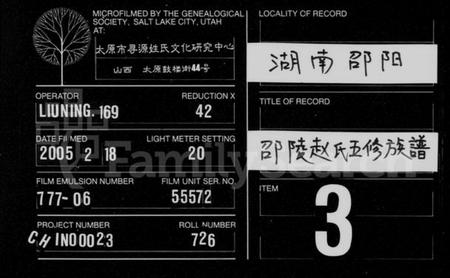 MICROFILMED BY THE GENEALOGICAL
SOCIETY, SALT LAKE CITY, UTAH
AT:
太原市寻源姓氏文化研究中心
山西 太原鼓楼街44号
OPERATOR
REDUCTION X
LIUNING. 169
42
DATE FILMED
LIGHT METER SETTING
2005 2 18
20
FILM EMULSION NUMBER
FILM UNIT SER. NO.
177-06
55572
PROJECT NUMBER
ROLL NUMBER
CHIN0023
726
LOCALITY OF RECORD
湖南邵阳
TITLE OF RECORD
邵陵赵氏五修族譜
ITEM
3
FamilySearch